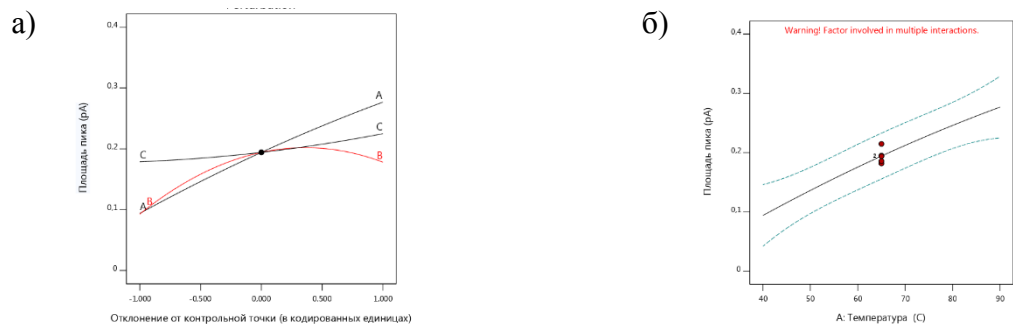 а)
б)
Площадь пика (pA)
0,4
0,3
0,2
0,1
0
A
C
B
C
A
B
-1.000
-0.500
0.000
0.500
1.000
Отклонение от контрольной точки (в кодированных единицах)
Warning! Factor involved in multiple interactions.
Площадь пика (pA)
0,4
0,3
0,2
0,1
0
2
40
50
60
70
80
90
A: Температура (C)